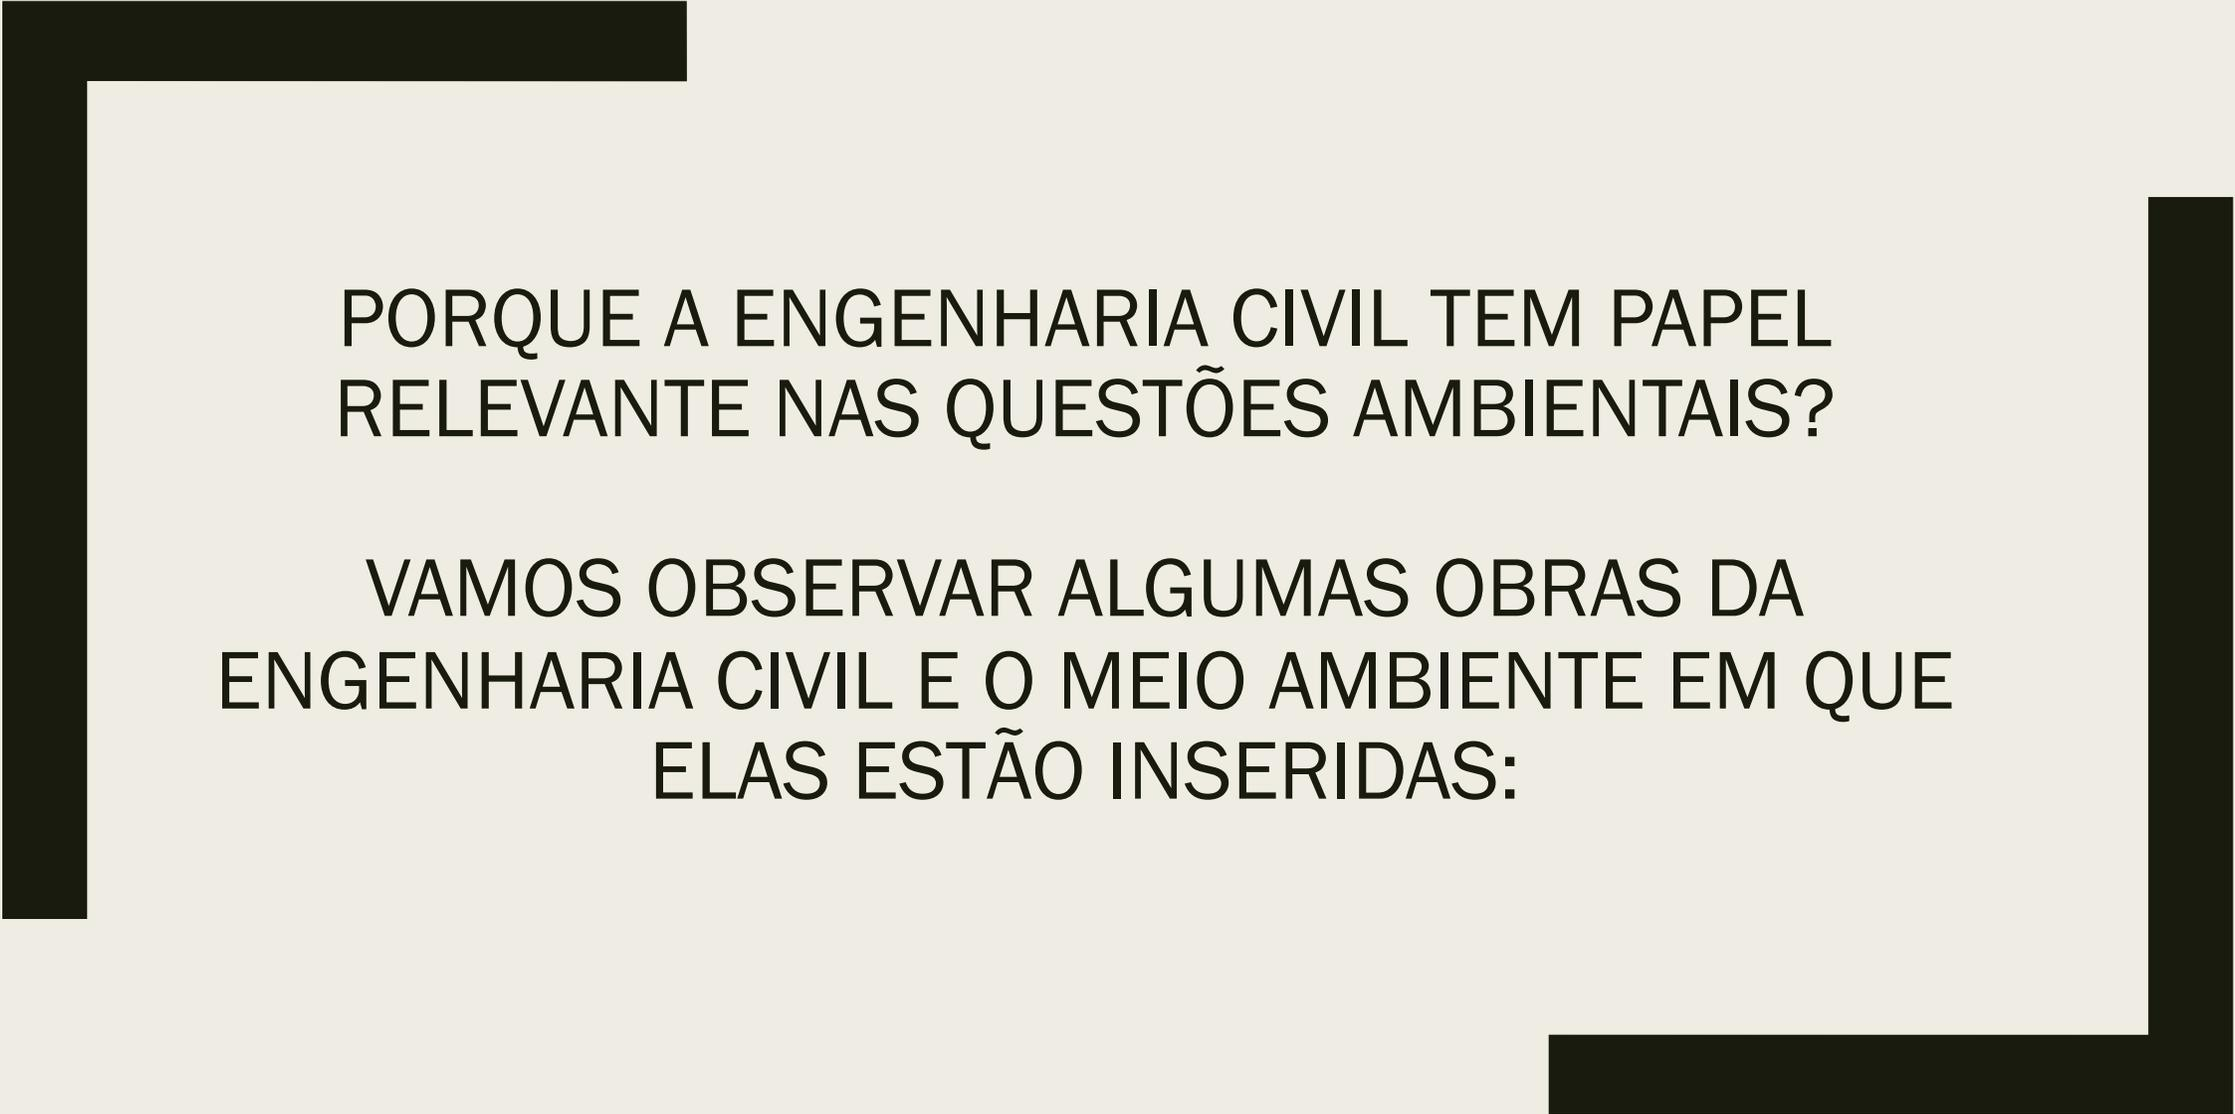 PORQUE A ENGENHARIA CIVIL TEM PAPEL
RELEVANTE NAS QUESTÕES AMBIENTAIS?
VAMOS OBSERVAR ALGUMAS OBRAS DA
ENGENHARIA CIVIL E O MEIO AMBIENTE EM QUE
ELAS ESTÃO INSERIDAS: